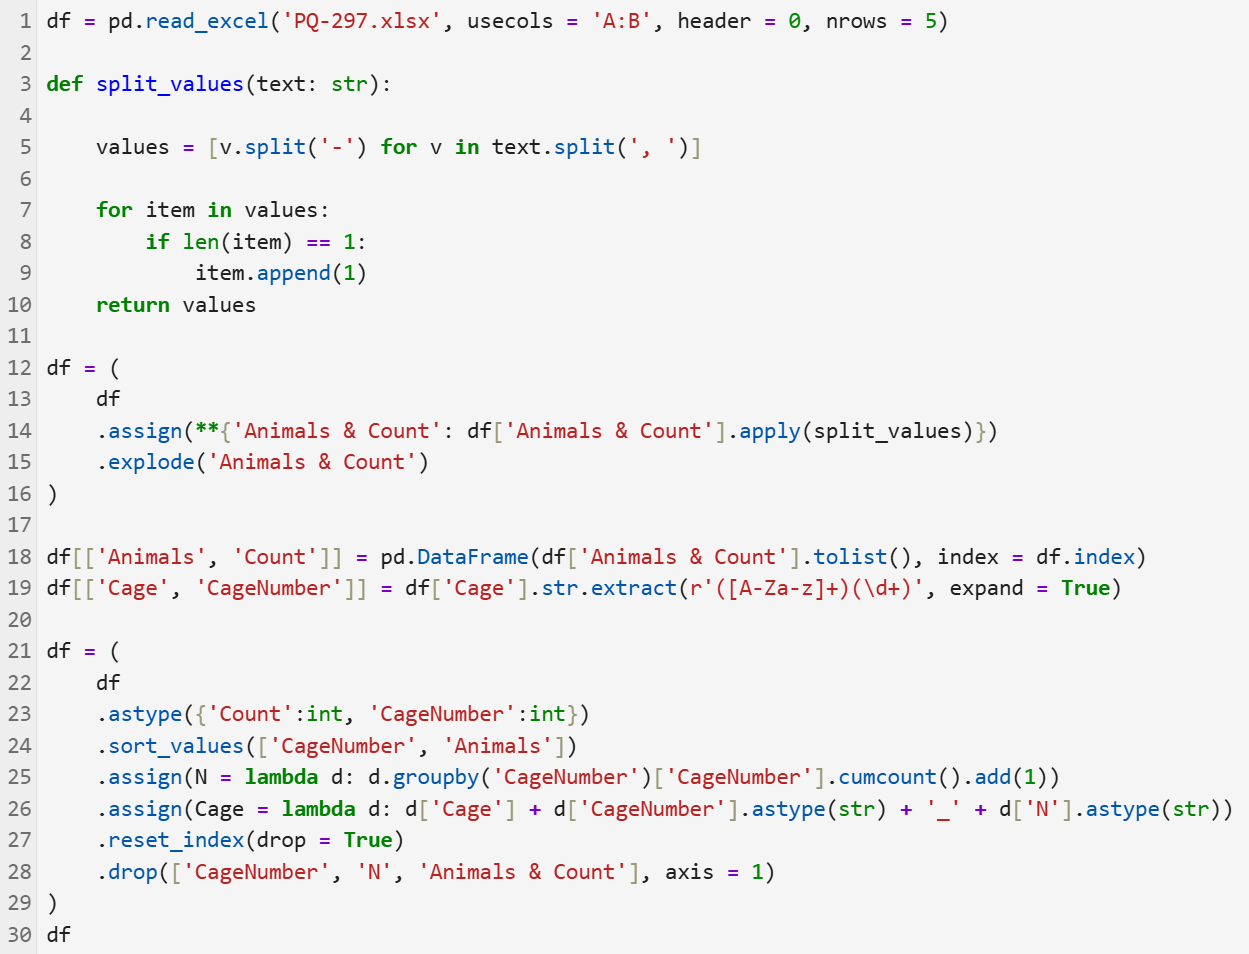 1 df = pd.read_excel('PQ-297.xlsx', usecols = 'A:B', header = 0, nrows = 5)
2
3 def split_values(text: str):
4
5     values = [v.split('-') for v in text.split(', ')]
6
7     for item in values:
8         if len(item) == 1:
9             item.append(1)
10     return values
11
12 df = (
13     df
14     .assign(**{'Animals & Count': df['Animals & Count'].apply(split_values)})
15     .explode('Animals & Count')
16 )
17
18 df[['Animals', 'Count']] = pd.DataFrame(df['Animals & Count'].tolist(), index = df.index)
19 df[['Cage', 'CageNumber']] = df['Cage'].str.extract(r'([A-Za-z]+)(\d+)', expand = True)
20
21 df = (
22     df
23     .astype({'Count':int, 'CageNumber':int})
24     .sort_values(['CageNumber', 'Animals'])
25     .assign(N = lambda d: d.groupby('CageNumber')['CageNumber'].cumcount().add(1))
26     .assign(Cage = lambda d: d['Cage'] + d['CageNumber'].astype(str) + '_' + d['N'].astype(str))
27     .reset_index(drop = True)
28     .drop(['CageNumber', 'N', 'Animals & Count'], axis = 1)
29 )
30 df